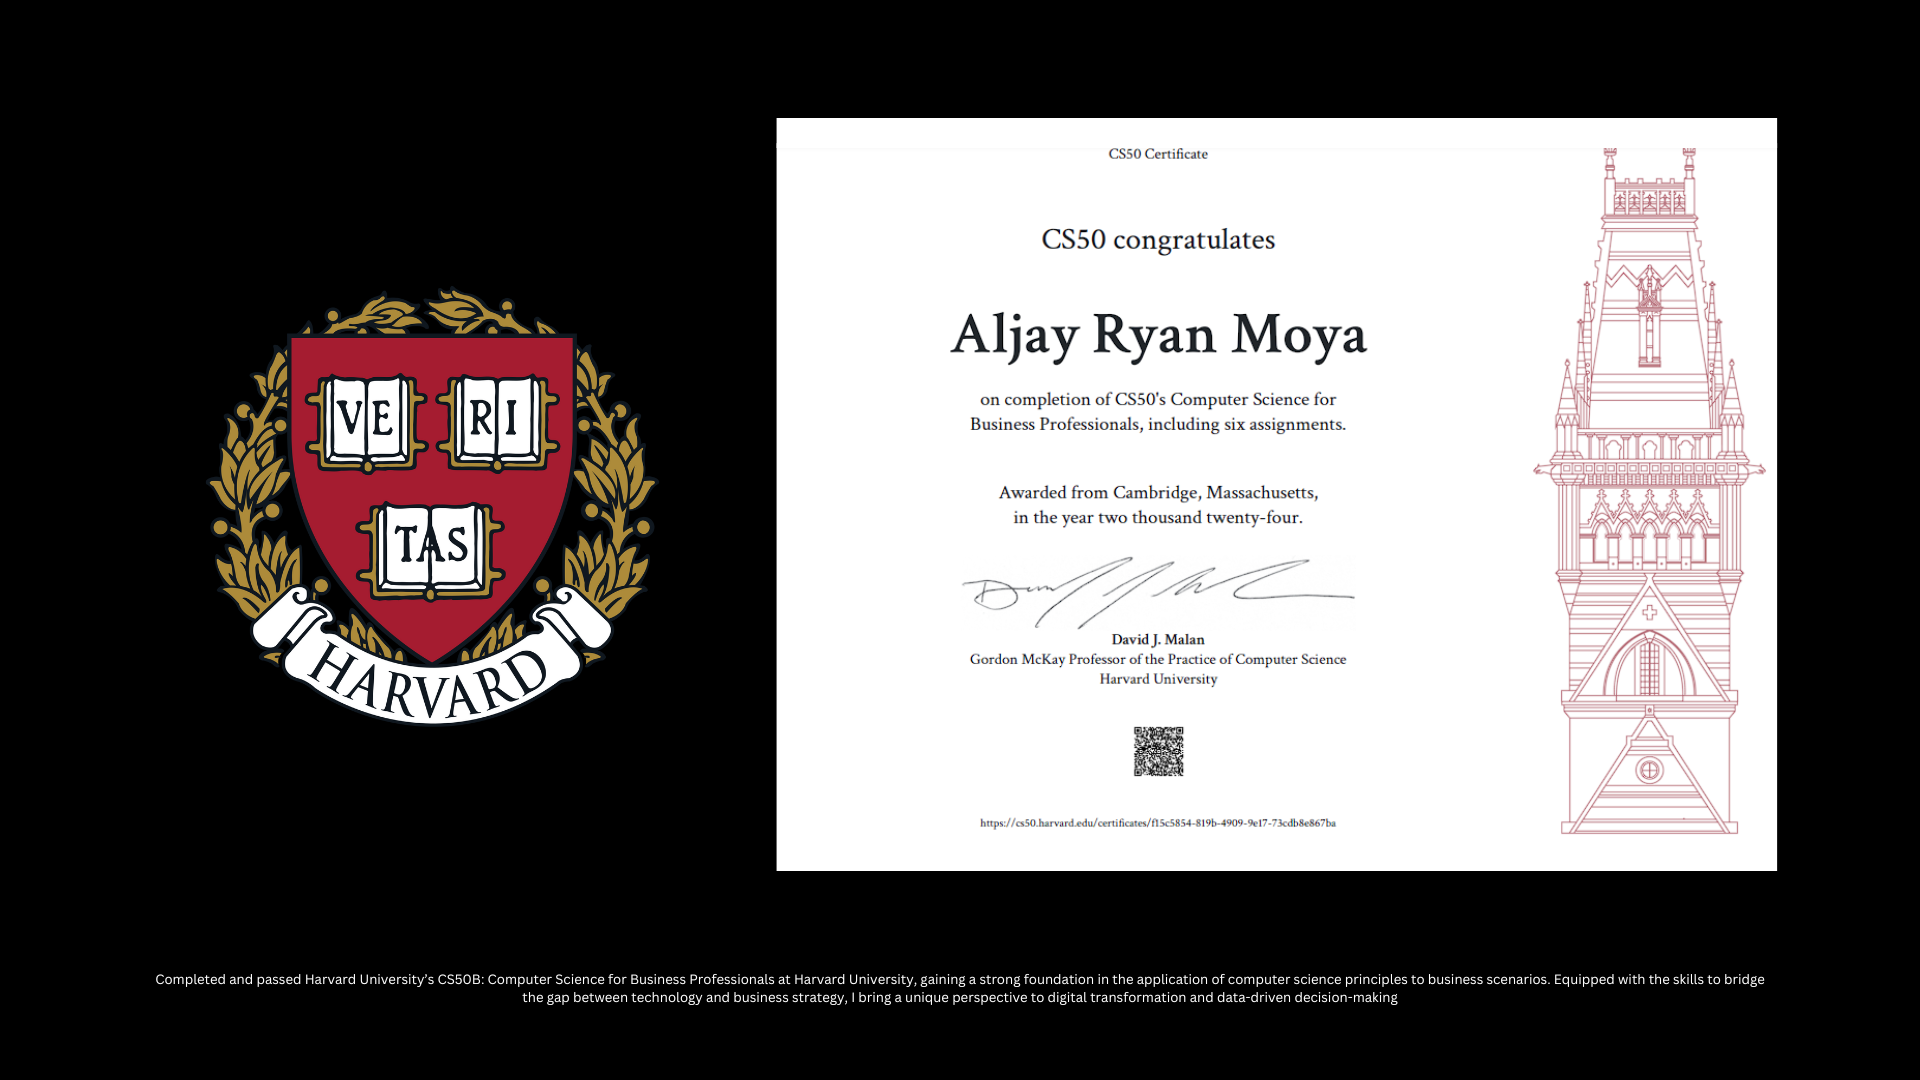 VE RI
TAS
HARVARD
CS50 Certificate
CS50 congratulates
Aljay Ryan Moya
on completion of CS50's Computer Science for
Business Professionals, including six assignments.
Awarded from Cambridge, Massachusetts,
in the year two thousand twenty-four.
David J. Malan
Gordon McKay Professor of the Practice of Computer Science
Harvard University
https://cs50.harvard.edu/certificates/f15c5854-819b-4909-9e17-73cdb8e867ba
Completed and passed Harvard University’s CS50B: Computer Science for Business Professionals at Harvard University, gaining a strong foundation in the application of computer science principles to business scenarios. Equipped with the skills to bridge
the gap between technology and business strategy, I bring a unique perspective to digital transformation and data-driven decision-making